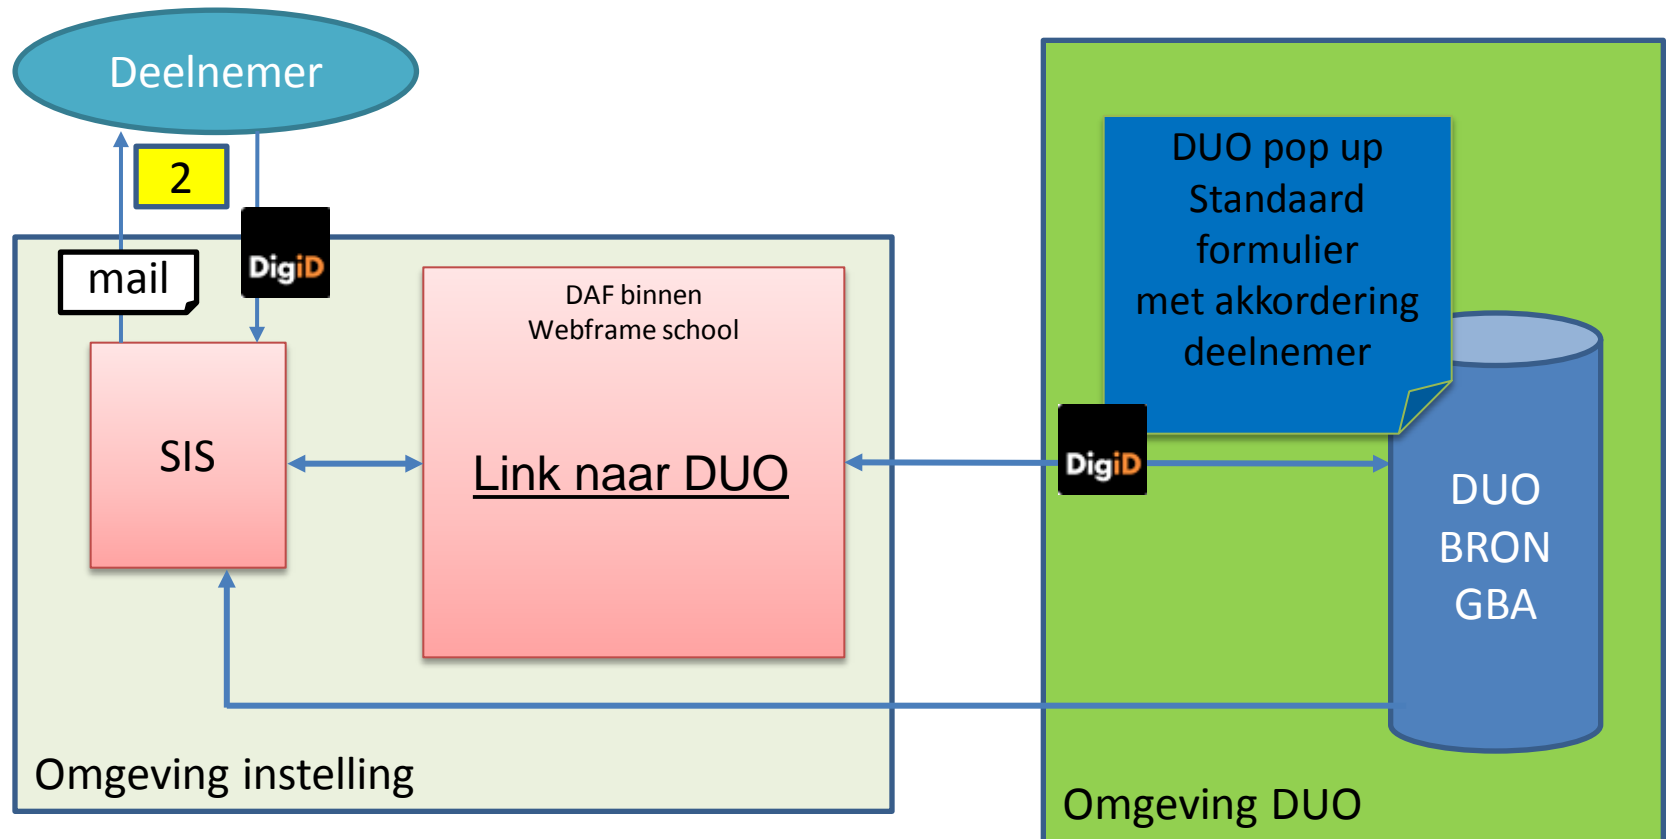 Deelnemer
2
mail
DigiD
SIS
DAF binnen
Webframe school
Link naar DUO
Omgeving instelling
DUO pop up
Standaard
formulier
met akkordering
deelnemer
DigiD
DUO
BRON
GBA
Omgeving DUO